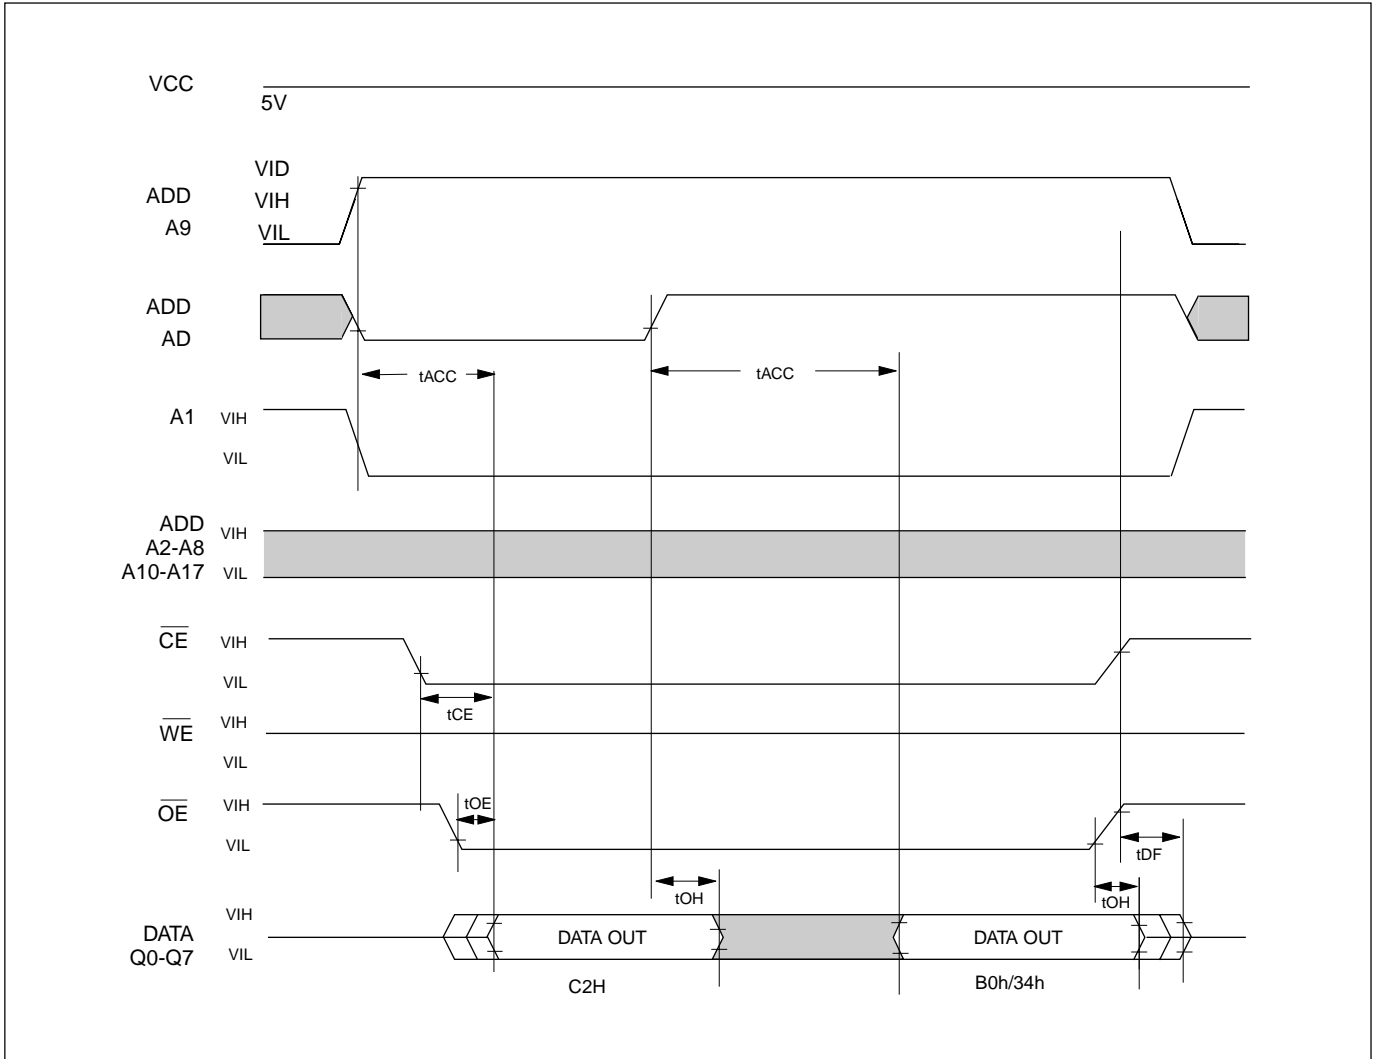 VCC
5V
VID
ADD
VIH
A9
VIL
ADD
AD
tACC
tACC
A1
VIH
VIL
ADD
VIH
A2-A8
A10-A17
VIL
CE
VIH
VIL
tCE
WE
VIH
VIL
OE
VIH
tOE
VIL
tDF
tOH
tOH
VIH
DATA
DATA OUT
DATA OUT
Q0-Q7
VIL
C2H
B0h/34h